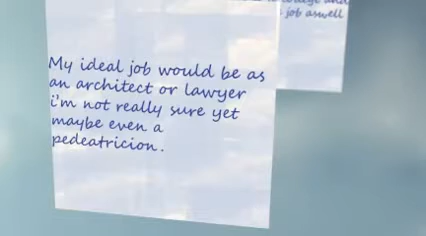 job aswell
My ideal job would be as
an architect or lawyer
i'm not really sure yet
maybe even a
pedeatricion.